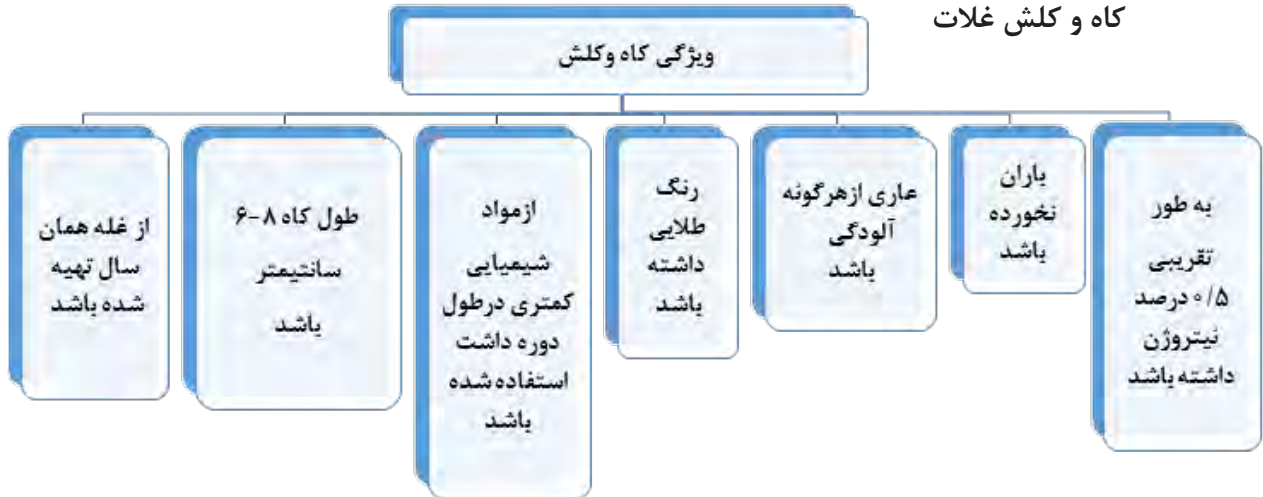 کاه و کلش غلات
ویژگی کاه وکلش
به طور
تقریبی
۰/۵ درصد
نیتروژن
داشته باشد
باران
نخورده
باشد
عاری ازهرگونه
آلودگی
باشد
رنگ
طلایی
داشته
باشد
ازمواد
شیمیایی
کمتری درطول
دوره داشت
استفاده شده
باشد
طول کاه ۸-۶
سانتیمتر
باشد
از غله همان
سال تهیه
شده باشد